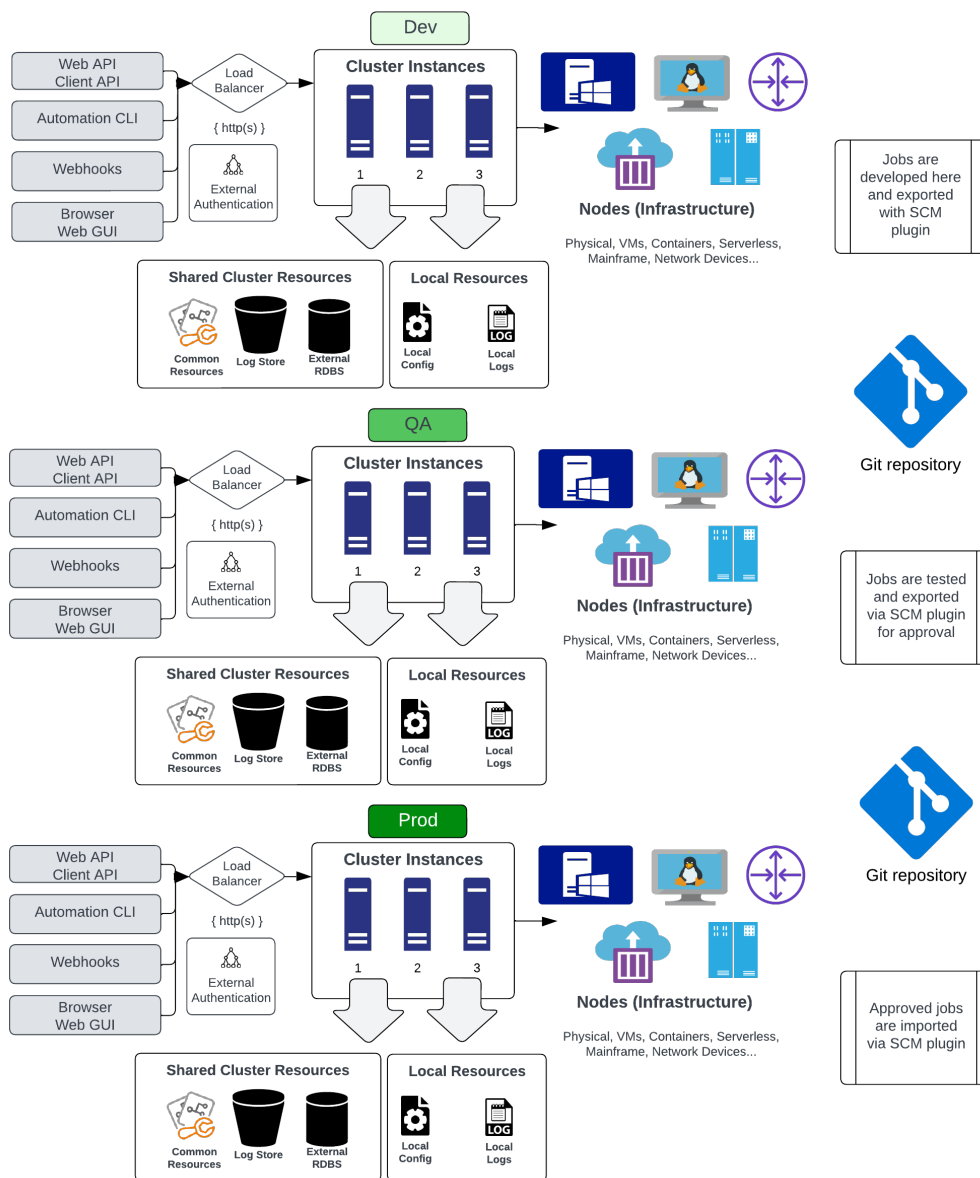 Dev
Web API
Client API
Automation CLI
Webhooks
Browser
Web GUI
Load
Balancer
{ http(s) }
External
Authentication
Cluster Instances
1 2 3
Nodes (Infrastructure)
Physical, VMs, Containers, Serverless,
Mainframe, Network Devices...
Jobs are
developed here
and exported
with SCM
plugin
Shared Cluster Resources
Common
Resources
Log Store
External
RDBS
Local Resources
Local
Config
LOG
Local
Logs
Git repository
QA
Web API
Client API
Automation CLI
Webhooks
Browser
Web GUI
Load
Balancer
{ http(s) }
External
Authentication
Cluster Instances
1 2 3
Nodes (Infrastructure)
Physical, VMs, Containers, Serverless,
Mainframe, Network Devices...
Jobs are tested
and exported
via SCM plugin
for approval
Shared Cluster Resources
Common
Resources
Log Store
External
RDBS
Local Resources
Local
Config
LOG
Local
Logs
Git repository
Prod
Web API
Client API
Automation CLI
Webhooks
Browser
Web GUI
Load
Balancer
{ http(s) }
External
Authentication
Cluster Instances
1 2 3
Nodes (Infrastructure)
Physical, VMs, Containers, Serverless,
Mainframe, Network Devices...
Approved jobs
are imported
via SCM plugin
Shared Cluster Resources
Common
Resources
Log Store
External
RDBS
Local Resources
Local
Config
LOG
Local
Logs